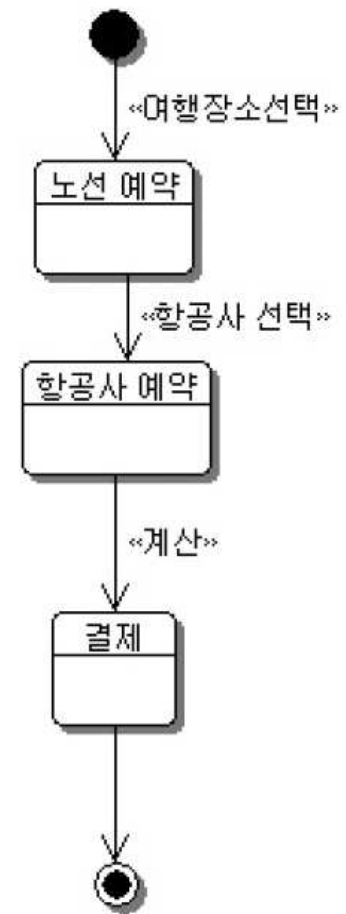 «여행장소선택»
노선 예약
«항공사 선택»
항공사 예약
«계산»
결제